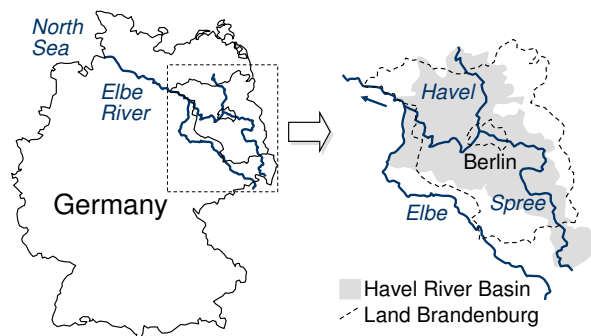 North
Sea
Elbe
River
Germany
Havel
Berlin
Elbe
Spree
Havel River Basin
Land Brandenburg